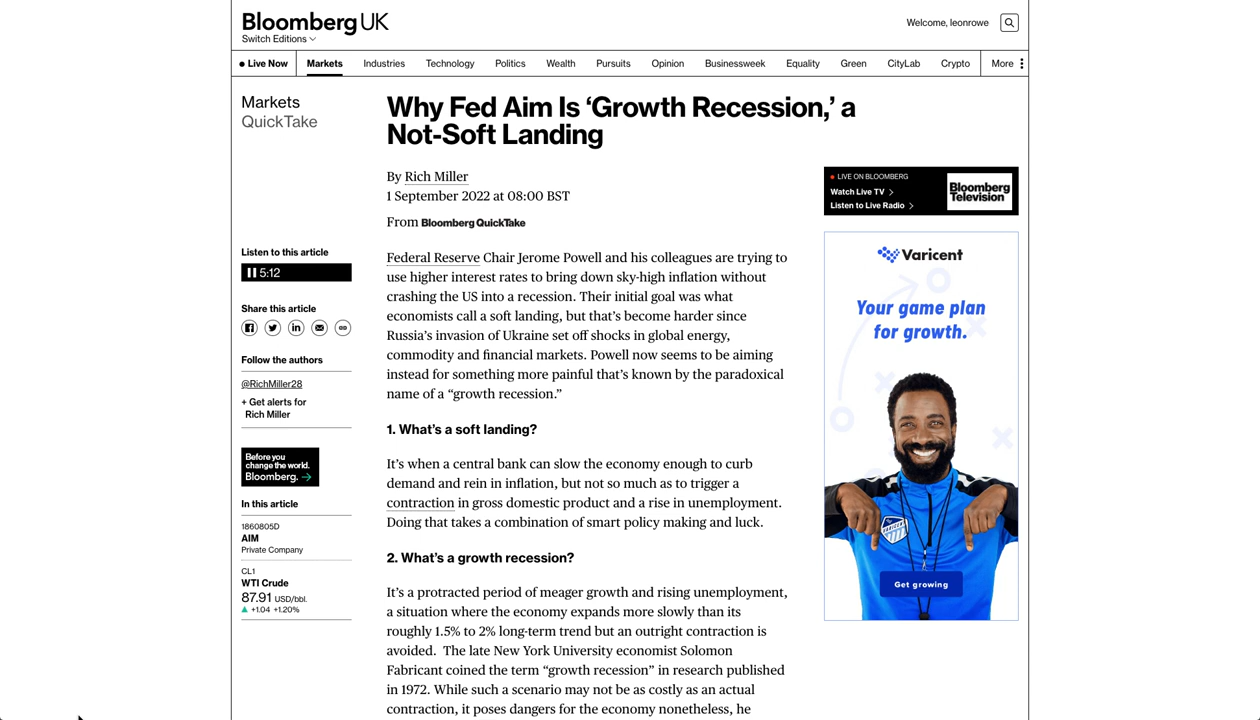 Bloomberg UK
Switch Editions
Welcome, leonrowe
Live Now
Markets
Industries
Technology
Politics
Wealth
Pursuits
Opinion
Businessweek
Equality
Green
CityLab
Crypto
More
Markets
QuickTake
Why Fed Aim Is ‘Growth Recession,’ a
Not-Soft Landing
By Rich Miller
1 September 2022 at 08:00 BST
From Bloomberg QuickTake
Listen to this article
5:12
Share this article
Follow the authors
@RichMiller28
+ Get alerts for
Rich Miller
Before you
change the world.
Bloomberg. →
In this article
1860805D
AIM
Private Company
CL1
WTI Crude
87.91 USD/bbl.
▲ +1.04 +1.20%
Federal Reserve Chair Jerome Powell and his colleagues are trying to
use higher interest rates to bring down sky-high inflation without
crashing the US into a recession. Their initial goal was what
economists call a soft landing, but that’s become harder since
Russia’s invasion of Ukraine set off shocks in global energy,
commodity and financial markets. Powell now seems to be aiming
instead for something more painful that’s known by the paradoxical
name of a “growth recession.”
1. What’s a soft landing?
It’s when a central bank can slow the economy enough to curb
demand and rein in inflation, but not so much as to trigger a
contraction in gross domestic product and a rise in unemployment.
Doing that takes a combination of smart policy making and luck.
2. What’s a growth recession?
It’s a protracted period of meager growth and rising unemployment,
a situation where the economy expands more slowly than its
roughly 1.5% to 2% long-term trend but an outright contraction is
avoided. The late New York University economist Solomon
Fabricant coined the term “growth recession” in research published
in 1972. While such a scenario may not be as costly as an actual
contraction, it poses dangers for the economy nonetheless, he
LIVE ON BLOOMBERG
Watch Live TV
Listen to Live Radio
Bloomberg
Television
Varicent
Your game plan
for growth.
Get growing